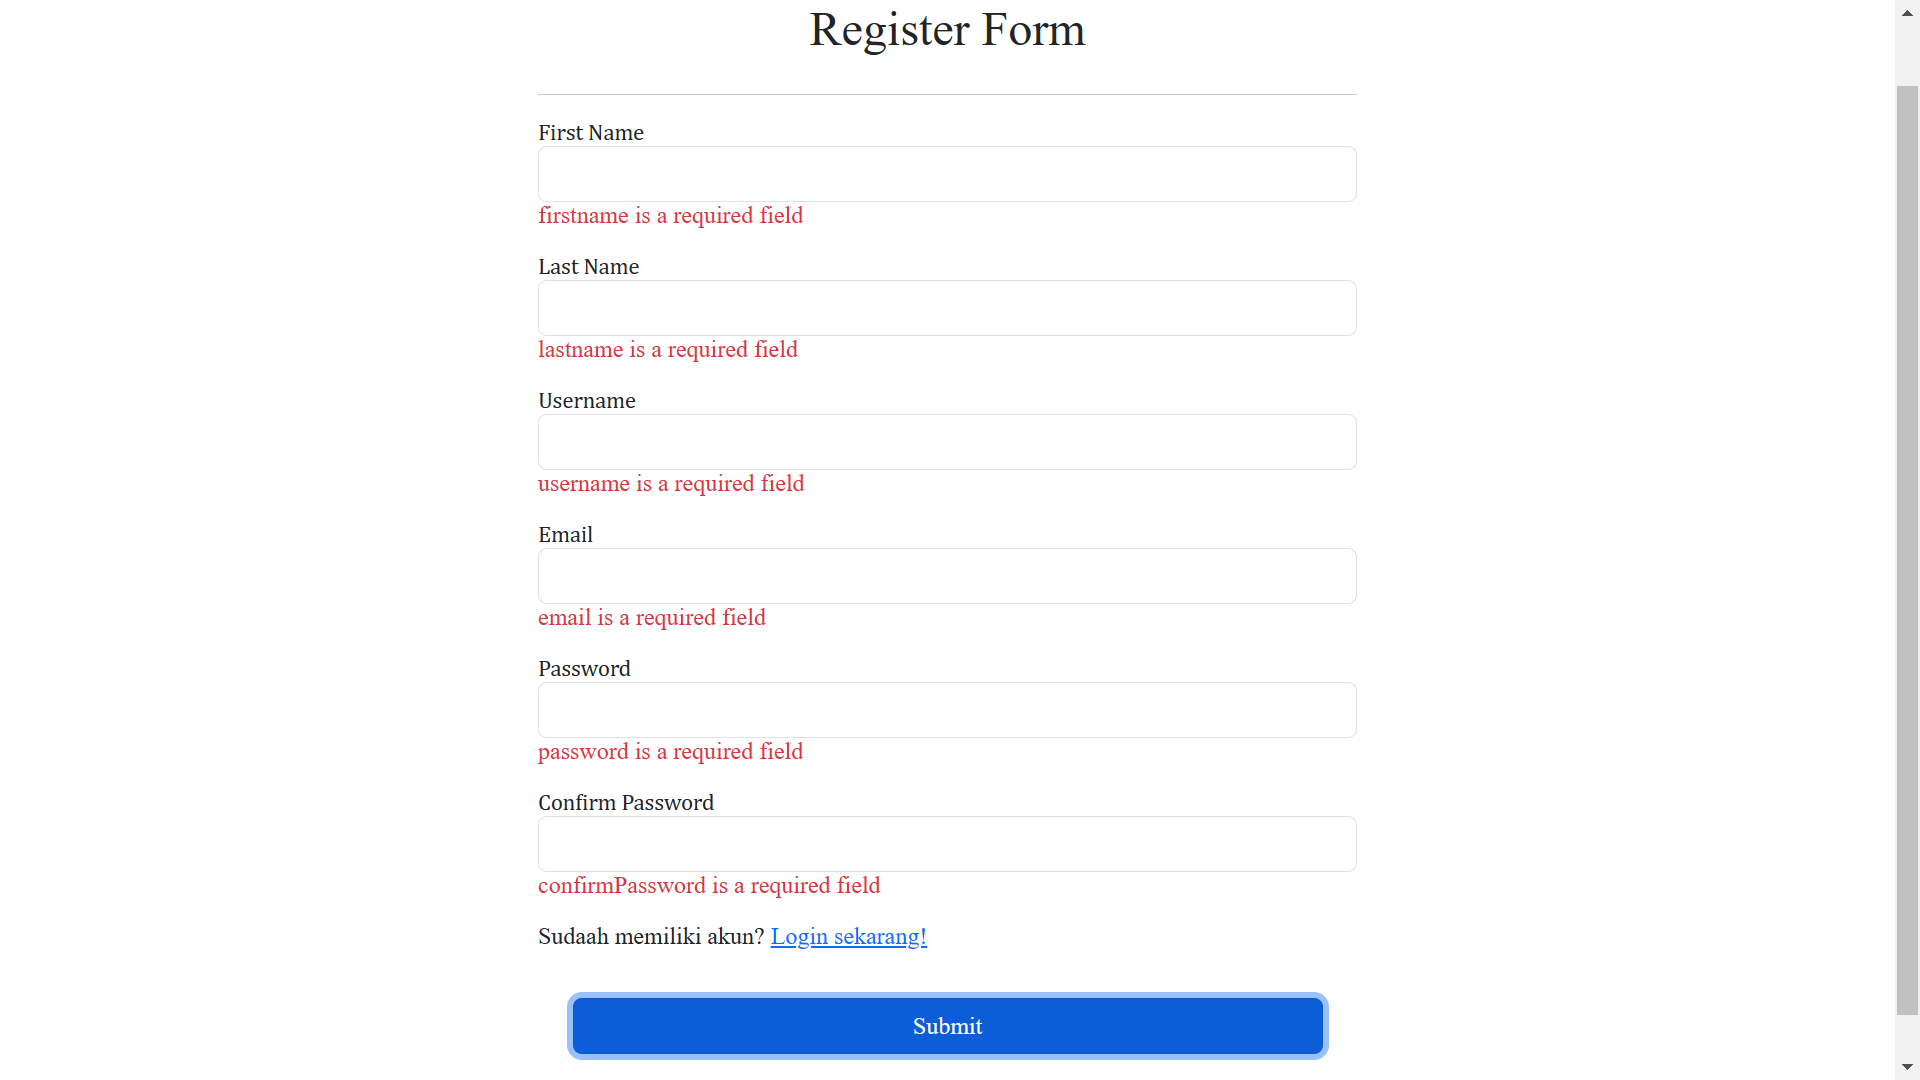 Register Form
First Name
firstname is a required field
Last Name
lastname is a required field
Username
username is a required field
Email
email is a required field
Password
password is a required field
Confirm Password
confirmPassword is a required field
Sudaah memiliki akun? Login sekarang!
Submit